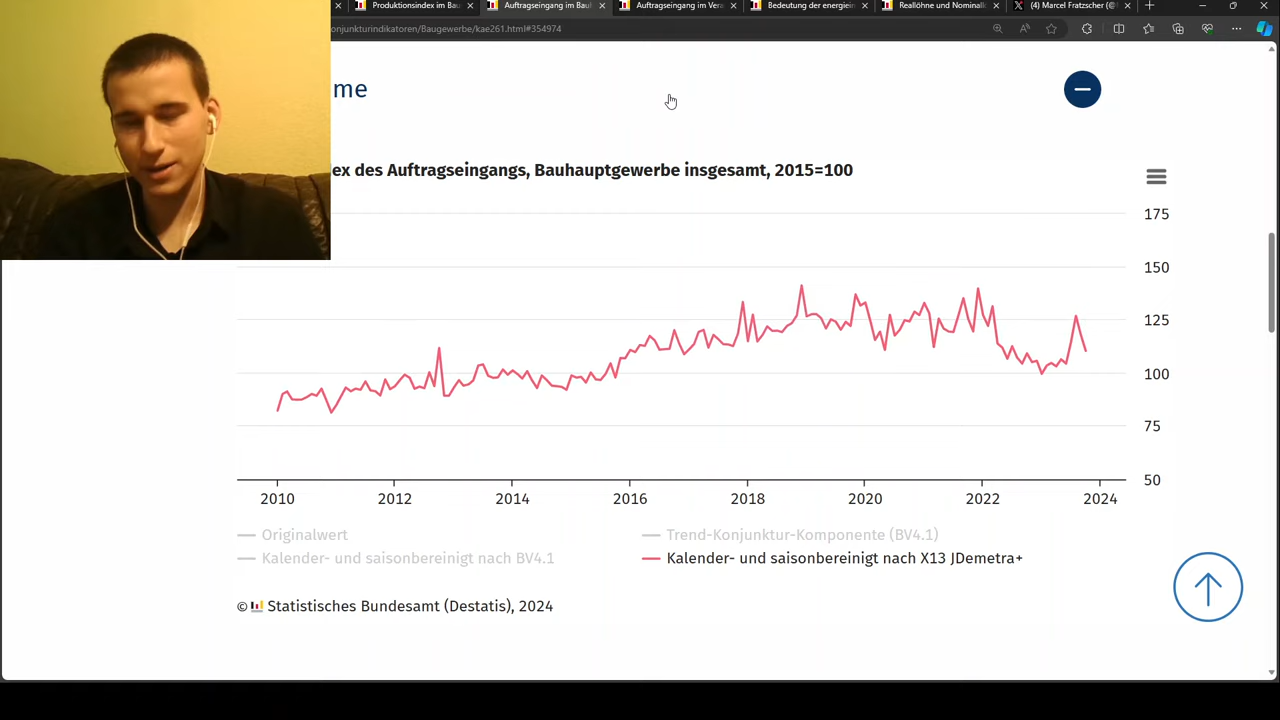 Produktionsindex im Bau
Auftragseingang im Bauh
Auftragseingang im Vera
Bedeutung der energiein
Reallöhne und Nominall
(4) Marcel Fratzscher (@
onjunkturindikatoren/Baugewerbe/kae261.html#354974
me
ex des Auftragseingangs, Bauhauptgewerbe insgesamt, 2015=100
175
150
125
100
75
50
2010 2012 2014 2016 2018 2020 2022 2024
Originalwert
Trend-Konjunktur-Komponente (BV4.1)
Kalender- und saisonbereinigt nach BV4.1
Kalender- und saisonbereinigt nach X13 JDemetra+
© Statistisches Bundesamt (Destatis), 2024